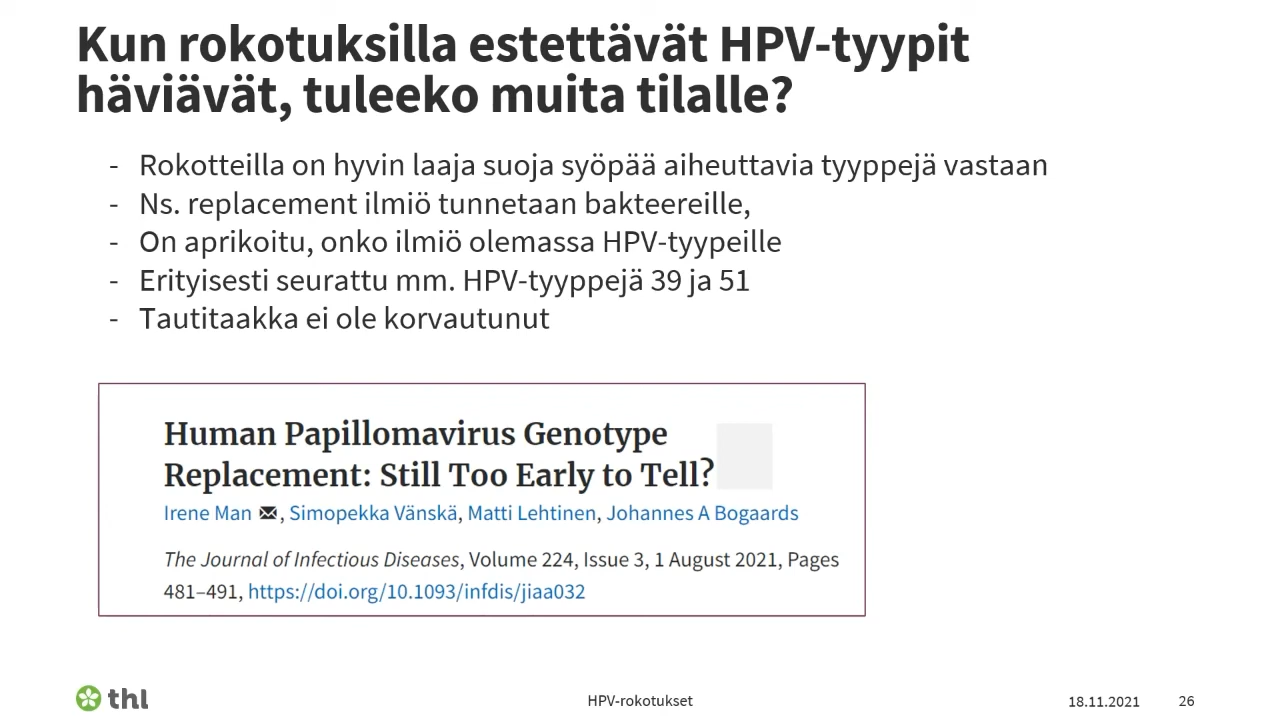 Kun rokotuksilla estettävät HPV-tyypit
häviävät, tuleeko muita tilalle?
- Rokotteilla on hyvin laaja suoja syöpää aiheuttavia tyyppejä vastaan
- Ns. replacement ilmiö tunnetaan bakteereille,
- On aprikoitu, onko ilmiö olemassa HPV-tyypeille
- Erityisesti seurattu mm. HPV-tyyppejä 39 ja 51
- Tautitaakka ei ole korvautunut
Human Papillomavirus Genotype
Replacement: Still Too Early to Tell?
Irene Man ✉, Simopekka Vänskä, Matti Lehtinen, Johannes A Bogaards
The Journal of Infectious Diseases, Volume 224, Issue 3, 1 August 2021, Pages
481–491, https://doi.org/10.1093/infdis/jiaa032
thl
HPV-rokotukset
18.11.2021
26